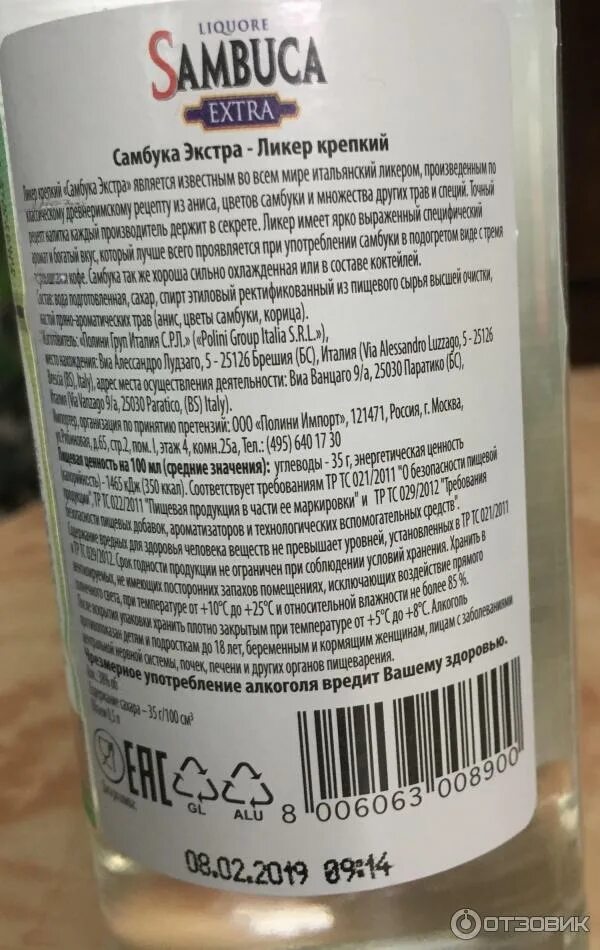 LIQUORE
SAMBUCA
EXTRA
Самбука Экстра - Ликер крепкий
Ликер крепкий «Самбука Экстра» является известным во всем мире итальянский ликером, произведенным по
классическому древнеримскому рецепту из аниса, цветов самбуки и множества других трав и специй. Точный
рецепт напитка каждый производитель держит в секрете. Ликер имеет ярко выраженный специфический
аромат и богатый вкус, который лучше всего проявляется при употреблении самбуки в подогретом виде с тремя
кофе. Самбука так же хороша сильно охлажденная или в составе коктейлей.
Состав: вода подготовленная, сахар, спирт этиловый ректификованный из пищевого сырья высшей очистки,
настой пряно-ароматических трав (анис, цветы самбуки, корица).
Изготовитель: «Полини Груп Италия С.Р.Л.» («Polini Group Italia S.R.L.»),
место нахождения: Виа Алессандро Лудзаго, 5 - 25126 Брешия (БС), Италия (Via Alessandro Luzzago, 5 - 25126
Brescia (BS), Italy), адрес места осуществления деятельности: Виа Ванцаго 9/а, 25030 Паратико (БС),
Италия (Via Vanzago 9/a, 25030 Paratico, (BS) Italy).
Импортер, организация по принятию претензий: ООО «Полини Импорт», 121471, Россия, г. Москва,
ул. Рябиновая, д.65, стр.2, пом. I, этаж 4, комн.25а, Тел.: (495) 640 17 30
Пищевая ценность на 100 мл (средние значения): углеводы - 35 г, энергетическая ценность
(калорийность) - 1465 кДж (350 ккал). Соответствует требованиям ТР ТС 021/2011 "О безопасности пищевой
продукции", ТР ТС 022/2011 "Пищевая продукция в части ее маркировки" и ТР ТС 029/2012 "Требования
безопасности пищевых добавок, ароматизаторов и технологических вспомогательных средств".
Содержание вредных для здоровья человека веществ не превышает уровней, установленных в ТР ТС 021/2011
и ТР ТС 029/2012. Срок годности продукции не ограничен при соблюдении условий хранения. Хранить в
вентилируемых, не имеющих посторонних запахов помещениях, исключающих воздействие прямого
солнечного света, при температуре от +10°C до +25°C и относительной влажности не более 85 %.
После вскрытия упаковки хранить плотно закрытым при температуре от +5°C до +8°C. Алкоголь
противопоказан детям и подросткам до 18 лет, беременным и кормящим женщинам, лицам с заболеваниями
центральной нервной системы, почек, печени и других органов пищеварения.
Чрезмерное употребление алкоголя вредит Вашему здоровью.
38% об
Содержание сахара – 35 г/100 см³
Объем 0,5 л
EAC
GL
ALU
8 006063 008900
08.02.2019 09:14
ОТЗОВИК